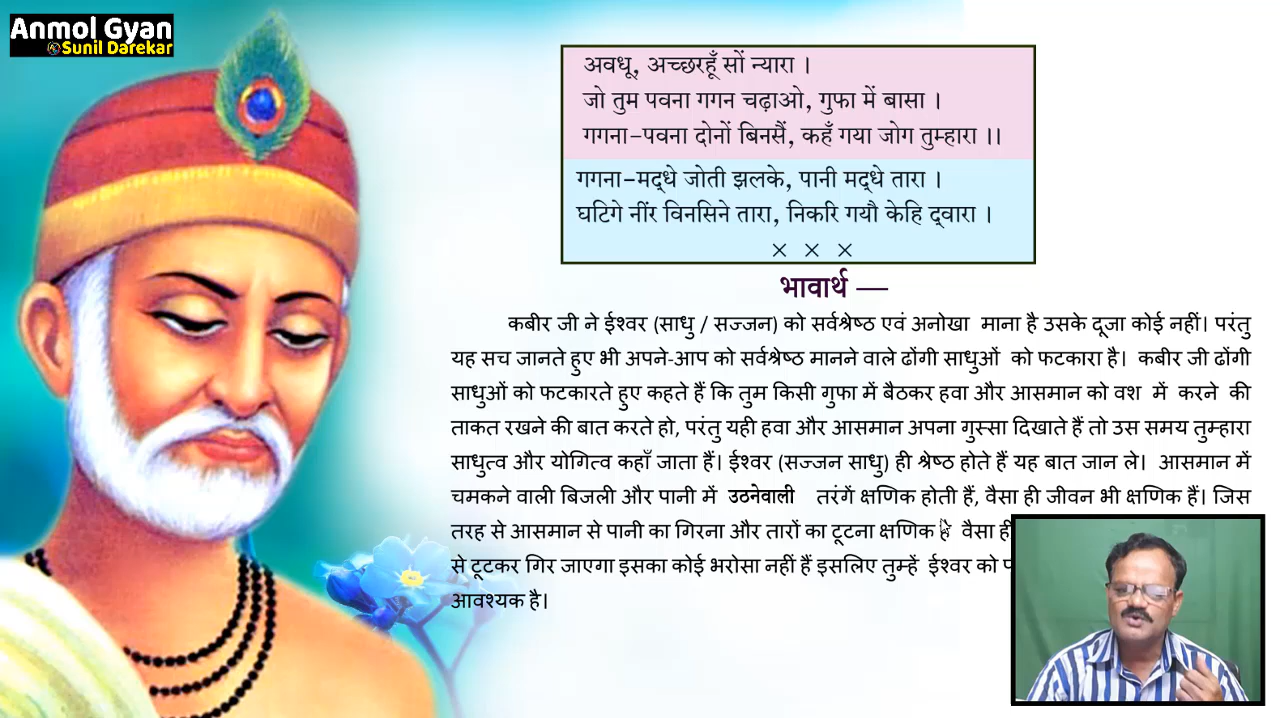 Anmol Gyan
Sunil Darekar
अवधू, अच्छरहूँ सों न्यारा ।
जो तुम पवना गगन चढ़ाओ, गुफा में बासा ।
गगना-पवना दोनों बिनसैं, कहँ गया जोग तुम्हारा ।।
गगना-मद्धे जोती झलके, पानी मद्धे तारा ।
घटिगे नींर विनसिने तारा, निकरि गयौ केहि द्वारा ।
× × ×
भावार्थ —
कबीर जी ने ईश्वर (साधु / सज्जन) को सर्वश्रेष्ठ एवं अनोखा माना है उसके दूजा कोई नहीं। परंतु
यह सच जानते हुए भी अपने-आप को सर्वश्रेष्ठ मानने वाले ढोंगी साधुओं को फटकारा है। कबीर जी ढोंगी
साधुओं को फटकारते हुए कहते हैं कि तुम किसी गुफा में बैठकर हवा और आसमान को वश में करने की
ताकत रखने की बात करते हो, परंतु यही हवा और आसमान अपना गुस्सा दिखाते हैं तो उस समय तुम्हारा
साधुत्व और योगित्व कहाँ जाता हैं। ईश्वर (सज्जन साधु) ही श्रेष्ठ होते हैं यह बात जान ले। आसमान में
चमकने वाली बिजली और पानी में उठनेवाली तरंगें क्षणिक होती हैं, वैसा ही जीवन भी क्षणिक हैं। जिस
तरह से आसमान से पानी का गिरना और तारों का टूटना क्षणिक है वैसा ही
से टूटकर गिर जाएगा इसका कोई भरोसा नहीं हैं इसलिए तुम्हें ईश्वर को
आवश्यक है।